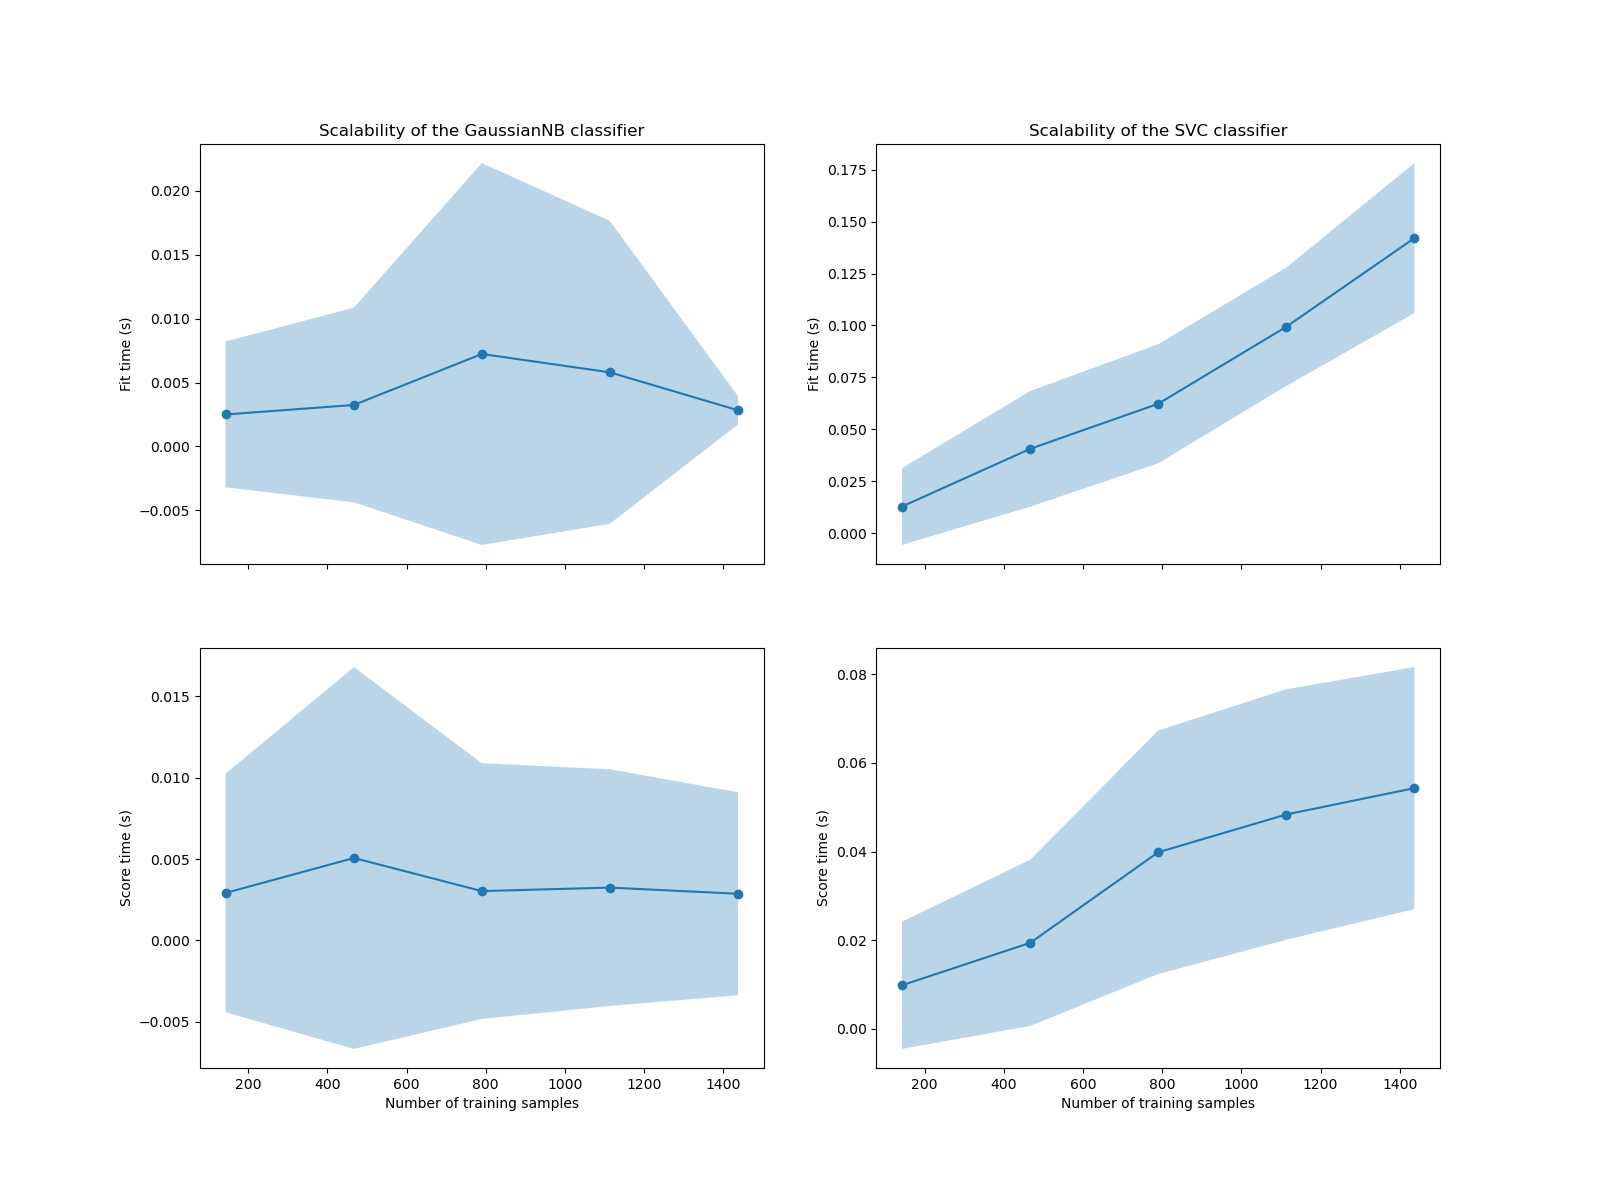 Scalability of the GaussianNB classifier
Fit time (s)
0.020
0.015
0.010
0.005
0.000
−0.005
Scalability of the SVC classifier
Fit time (s)
0.175
0.150
0.125
0.100
0.075
0.050
0.025
0.000
Score time (s)
0.015
0.010
0.005
0.000
−0.005
200 400 600 800 1000 1200 1400
Number of training samples
Score time (s)
0.08
0.06
0.04
0.02
0.00
200 400 600 800 1000 1200 1400
Number of training samples